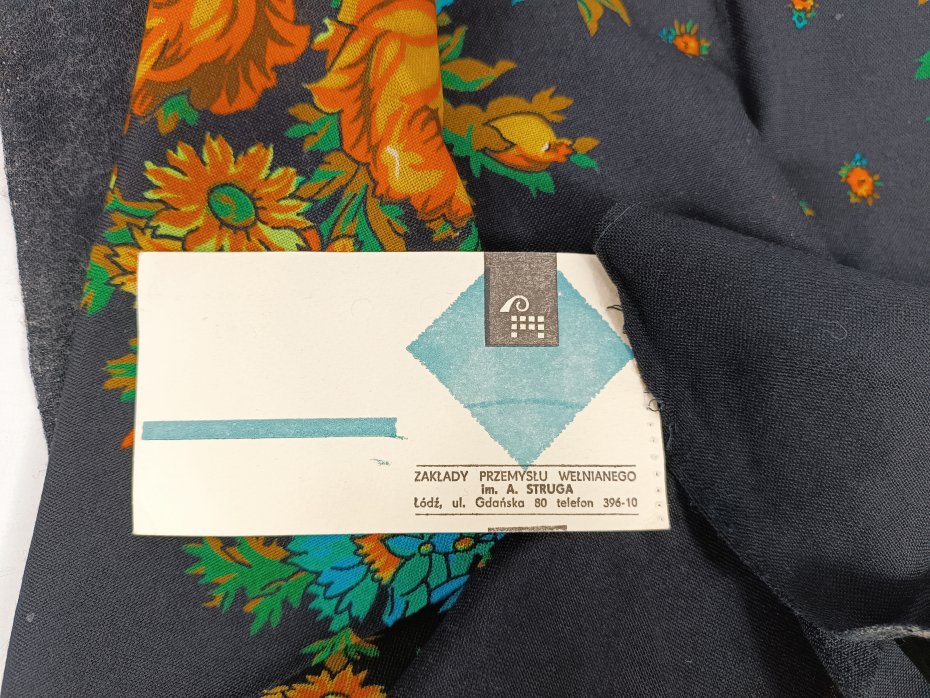 ZAKŁADY PRZEMYSŁU WEŁNIANEGO
im. A. STRUGA
Łódź, ul. Gdańska 80 telefon 396-10